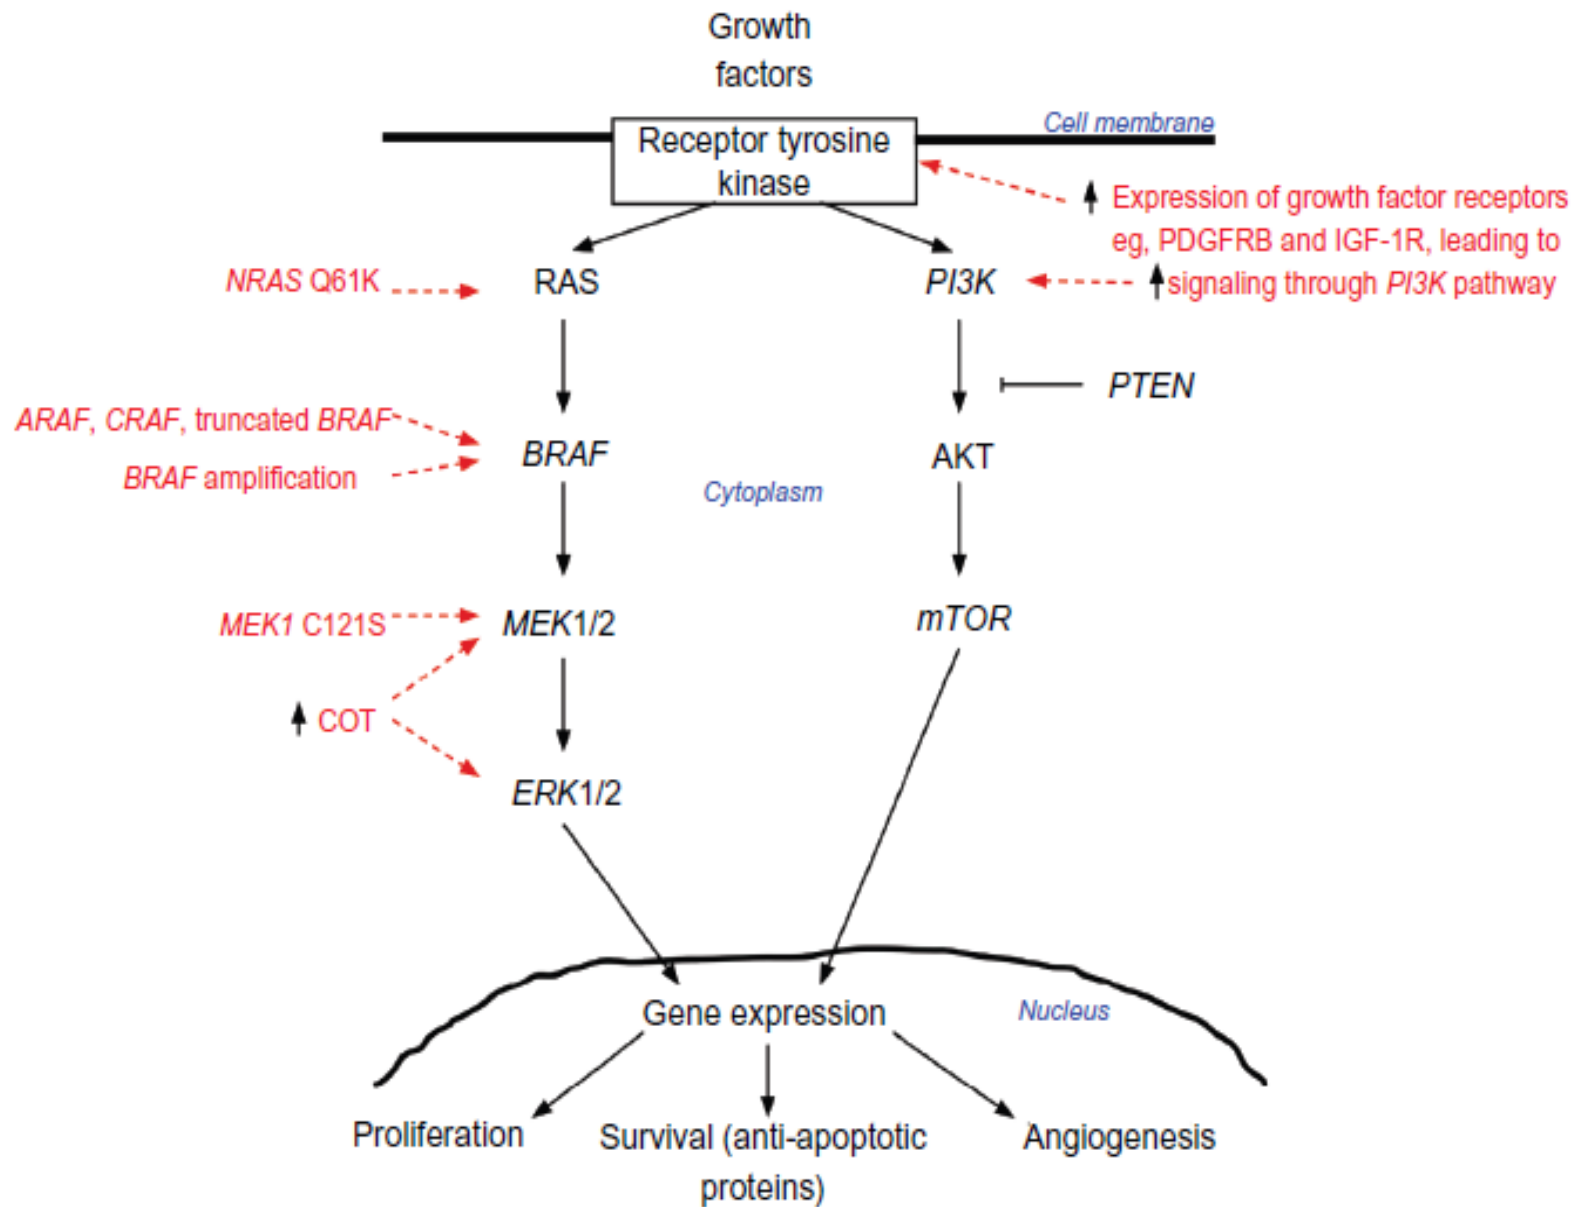 Growth
factors
Cell membrane
Receptor tyrosine
kinase
Expression of growth factor receptors
eg, PDGFRB and IGF-1R, leading to
signaling through PI3K pathway
NRAS Q61K
RAS
PI3K
PTEN
ARAF, CRAF, truncated BRAF
BRAF amplification
BRAF
AKT
Cytoplasm
MEK1 C121S
MEK1/2
mTOR
COT
ERK1/2
Gene expression
Nucleus
Proliferation
Survival (anti-apoptotic
proteins)
Angiogenesis